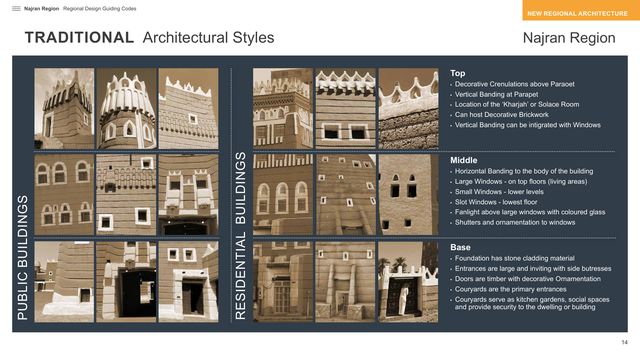 Najran Region Regional Design Guiding Codes
NEW REGIONAL ARCHITECTURE
TRADITIONAL Architectural Styles
Najran Region
PUBLIC BUILDINGS
RESIDENTIAL BUILDINGS
Top
• Decorative Crenulations above Paraoet
• Vertical Banding at Parapet
• Location of the 'Kharjah' or Solace Room
• Can host Decorative Brickwork
• Vertical Banding can be intigrated with Windows
Middle
• Horizontal Banding to the body of the building
• Large Windows - on top floors (living areas)
• Small Windows - lower levels
• Slot Windows - lowest floor
• Fanlight above large windows with coloured glass
• Shutters and ornamentation to windows
Base
• Foundation has stone cladding material
• Entrances are large and inviting with side butresses
• Doors are timber with decorative Ornamentation
• Couryards are the primary entrances
• Couryards serve as kitchen gardens, social spaces
and provide security to the dwelling or building
14